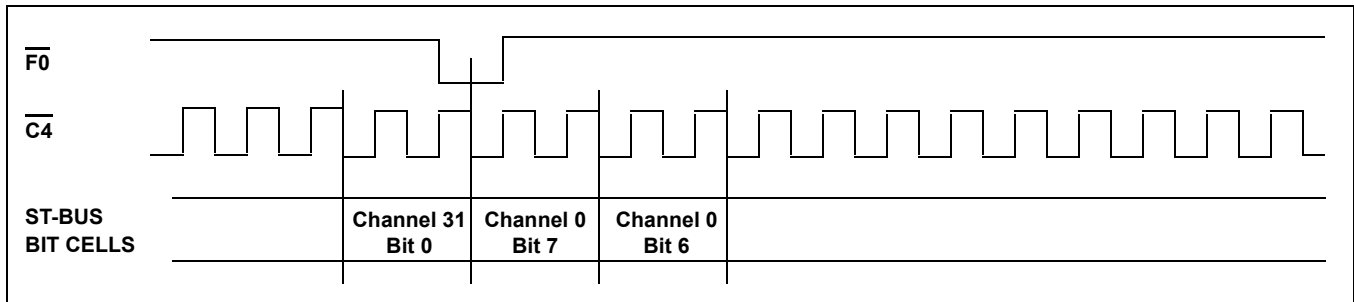 F0
C4
ST-BUS
BIT CELLS
Channel 31
Bit 0
Channel 0
Bit 7
Channel 0
Bit 6